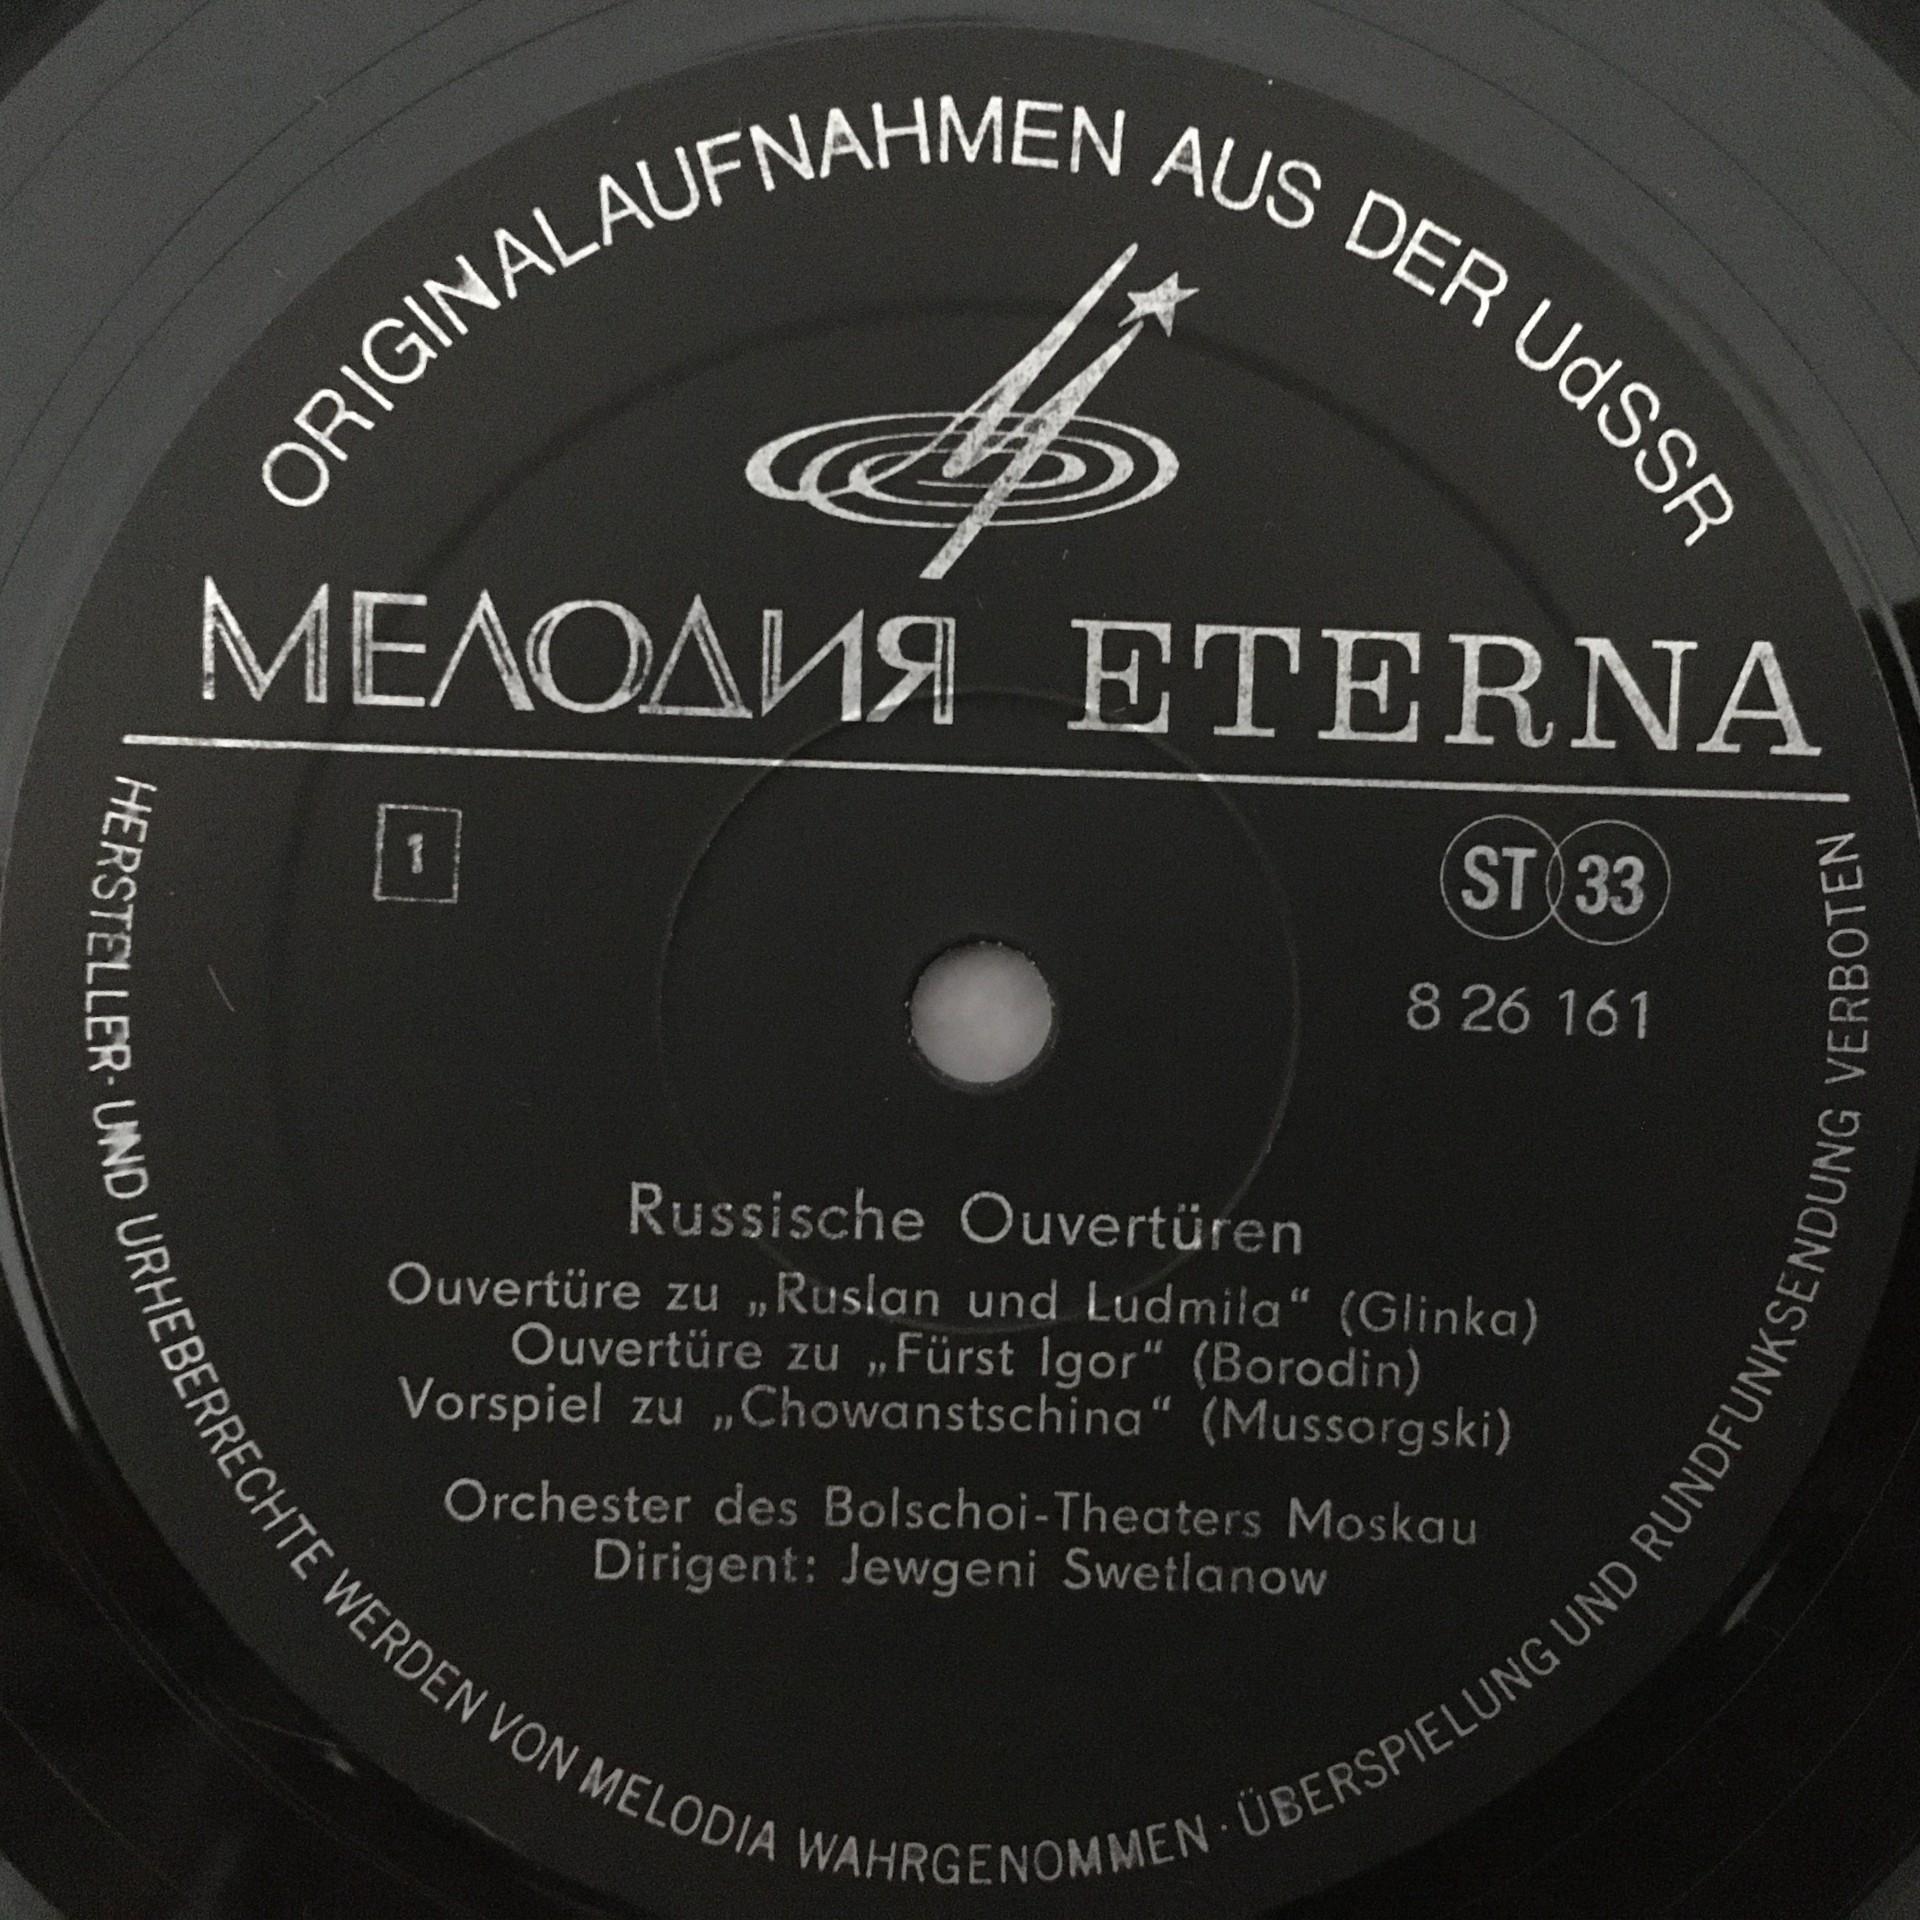 ORIGINALAUFNAHMEN AUS DER UdSSR
МЕЛОДИЯ ETERNA
1
ST 33
8 26 161
Russische Ouvertüren
Ouvertüre zu „Ruslan und Ludmila“ (Glinka)
Ouvertüre zu „Fürst Igor“ (Borodin)
Vorspiel zu „Chowanstschina“ (Mussorgski)
Orchester des Bolschoi-Theaters Moskau
Dirigent: Jewgeni Swetlanow
HERSTELLER- UND URHEBERRECHTE WERDEN VON MELODIA WAHRGENOMMEN · ÜBERSPIELUNG UND RUNDFUNKSENDUNG VERBOTEN